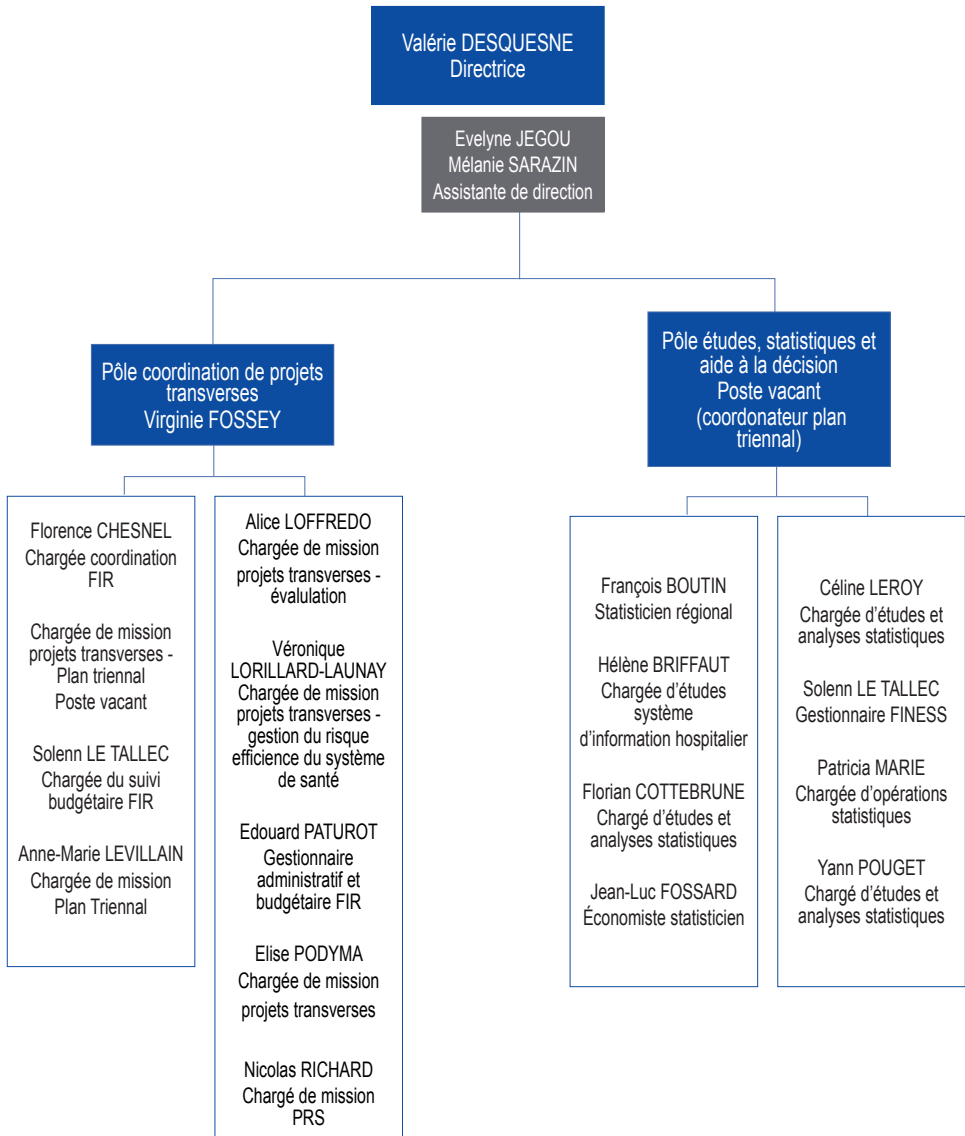 Valérie DESQUESNE
Directrice
Evelyne JEGOU
Mélanie SARAZIN
Assistante de direction
Pôle coordination de projets
transverses
Virginie FOSSEY
Florence CHESNEL
Chargée coordination
FIR
Chargée de mission
projets transverses -
Plan triennal
Poste vacant
Solenn LE TALLEC
Chargée du suivi
budgétaire FIR
Anne-Marie LEVILLAIN
Chargée de mission
Plan Triennal
Alice LOFFREDO
Chargée de mission
projets transverses -
évalulation
Véronique
LORILLARD-LAUNAY
Chargée de mission
projets transverses -
gestion du risque
efficience du système
de santé
Edouard PATUROT
Gestionnaire
administratif et
budgétaire FIR
Elise PODYMA
Chargée de mission
projets transverses
Nicolas RICHARD
Chargé de mission
PRS
Pôle études, statistiques et
aide à la décision
Poste vacant
(coordonateur plan
triennal)
François BOUTIN
Statisticien régional
Hélène BRIFFAUT
Chargée d'études
système
d'information hospitalier
Florian COTTEBRUNE
Chargé d'études et
analyses statistiques
Jean-Luc FOSSARD
Économiste statisticien
Céline LEROY
Chargée d'études et
analyses statistiques
Solenn LE TALLEC
Gestionnaire FINESS
Patricia MARIE
Chargée d'opérations
statistiques
Yann POUGET
Chargé d'études et
analyses statistiques